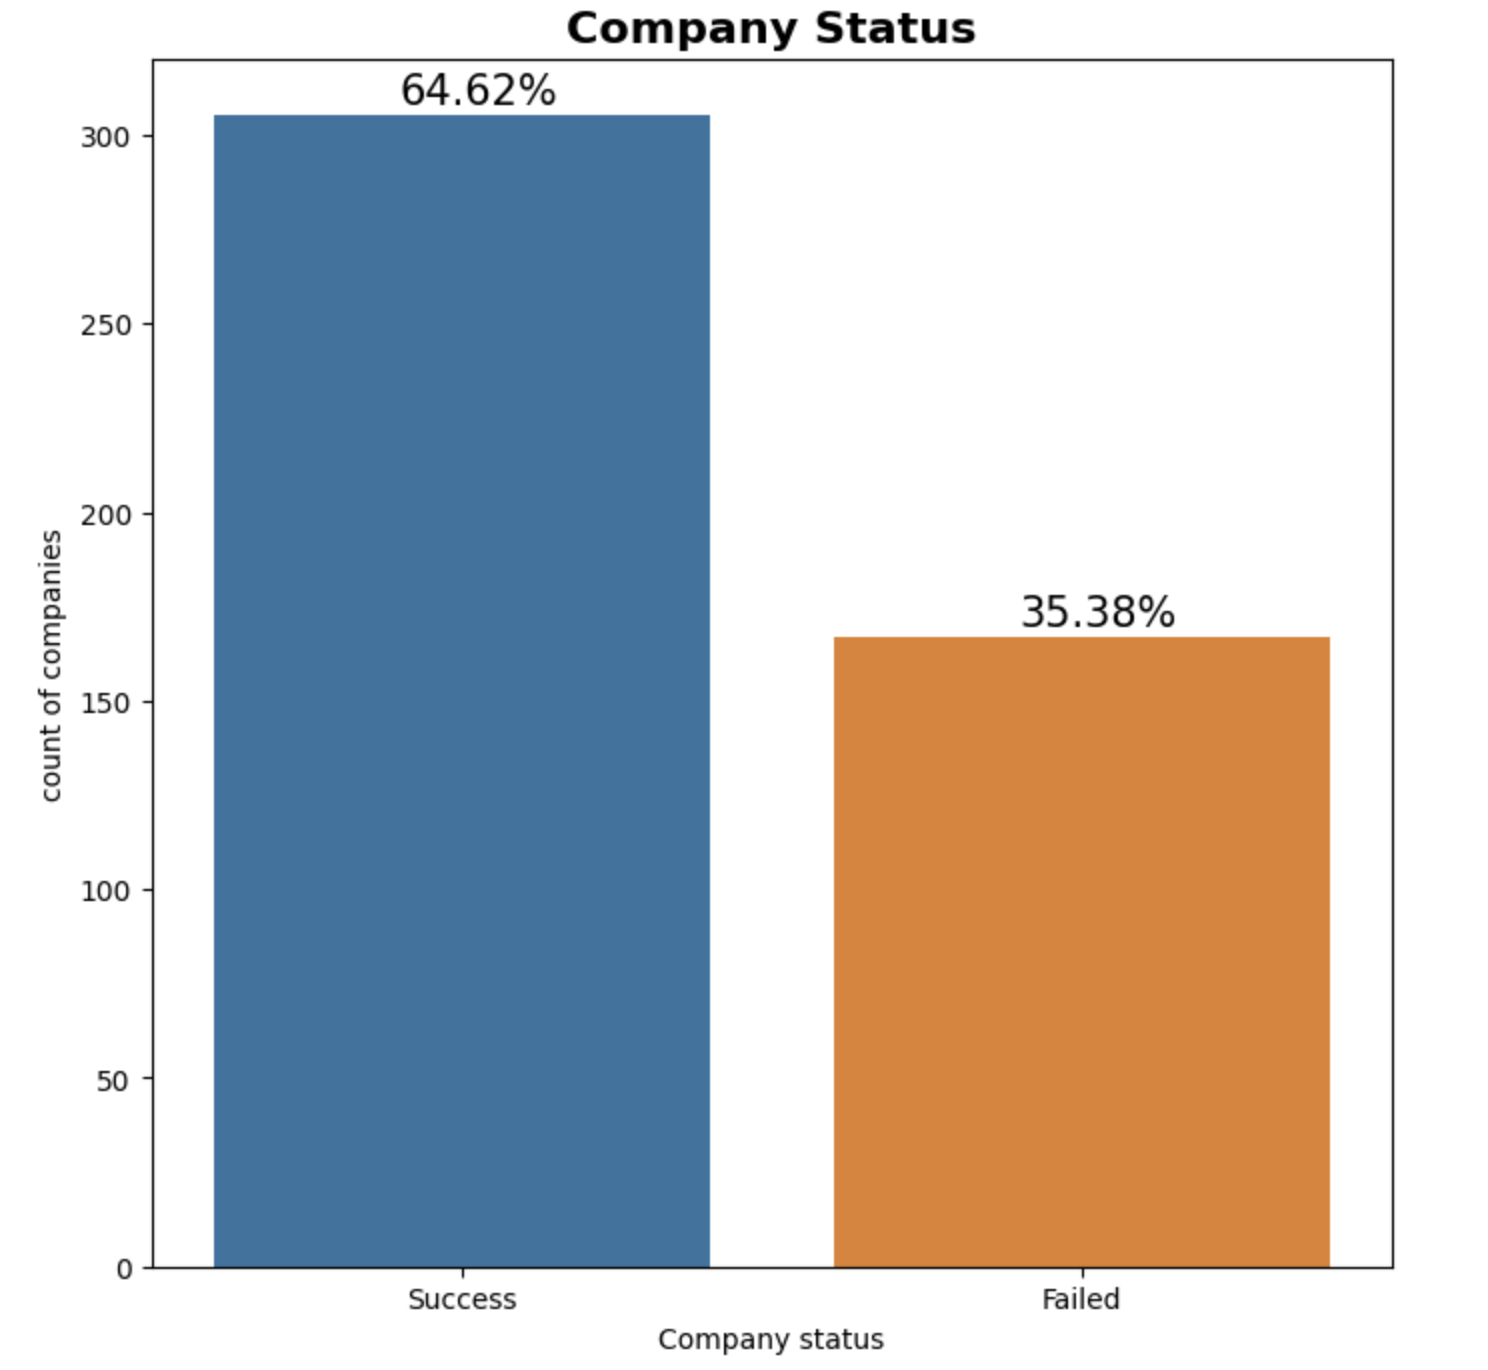 Company Status
64.62%
300
250
200
35.38%
150
100
50
0
count of companies
Success
Failed
Company status